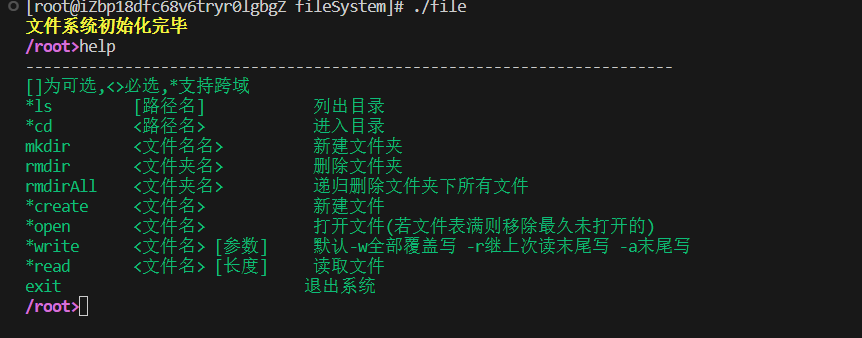 [root@iZbp18dfc68v6tryr0lgbgZ fileSystem]# ./file
文件系统初始化完毕
/root>help
------------------------------------------------------------------------
[]为可选,<>必选,*支持跨域
*ls [路径名] 列出目录
*cd <路径名> 进入目录
mkdir <文件名名> 新建文件夹
rmdir <文件夹名> 删除文件夹
rmdirAll <文件夹名> 递归删除文件夹下所有文件
*create <文件名> 新建文件
*open <文件名> 打开文件(若文件表满则移除最久未打开的)
*write <文件名> [参数] 默认-w全部覆盖写 -r继上次读末尾写 -a末尾写
*read <文件名> [长度] 读取文件
exit 退出系统
/root>